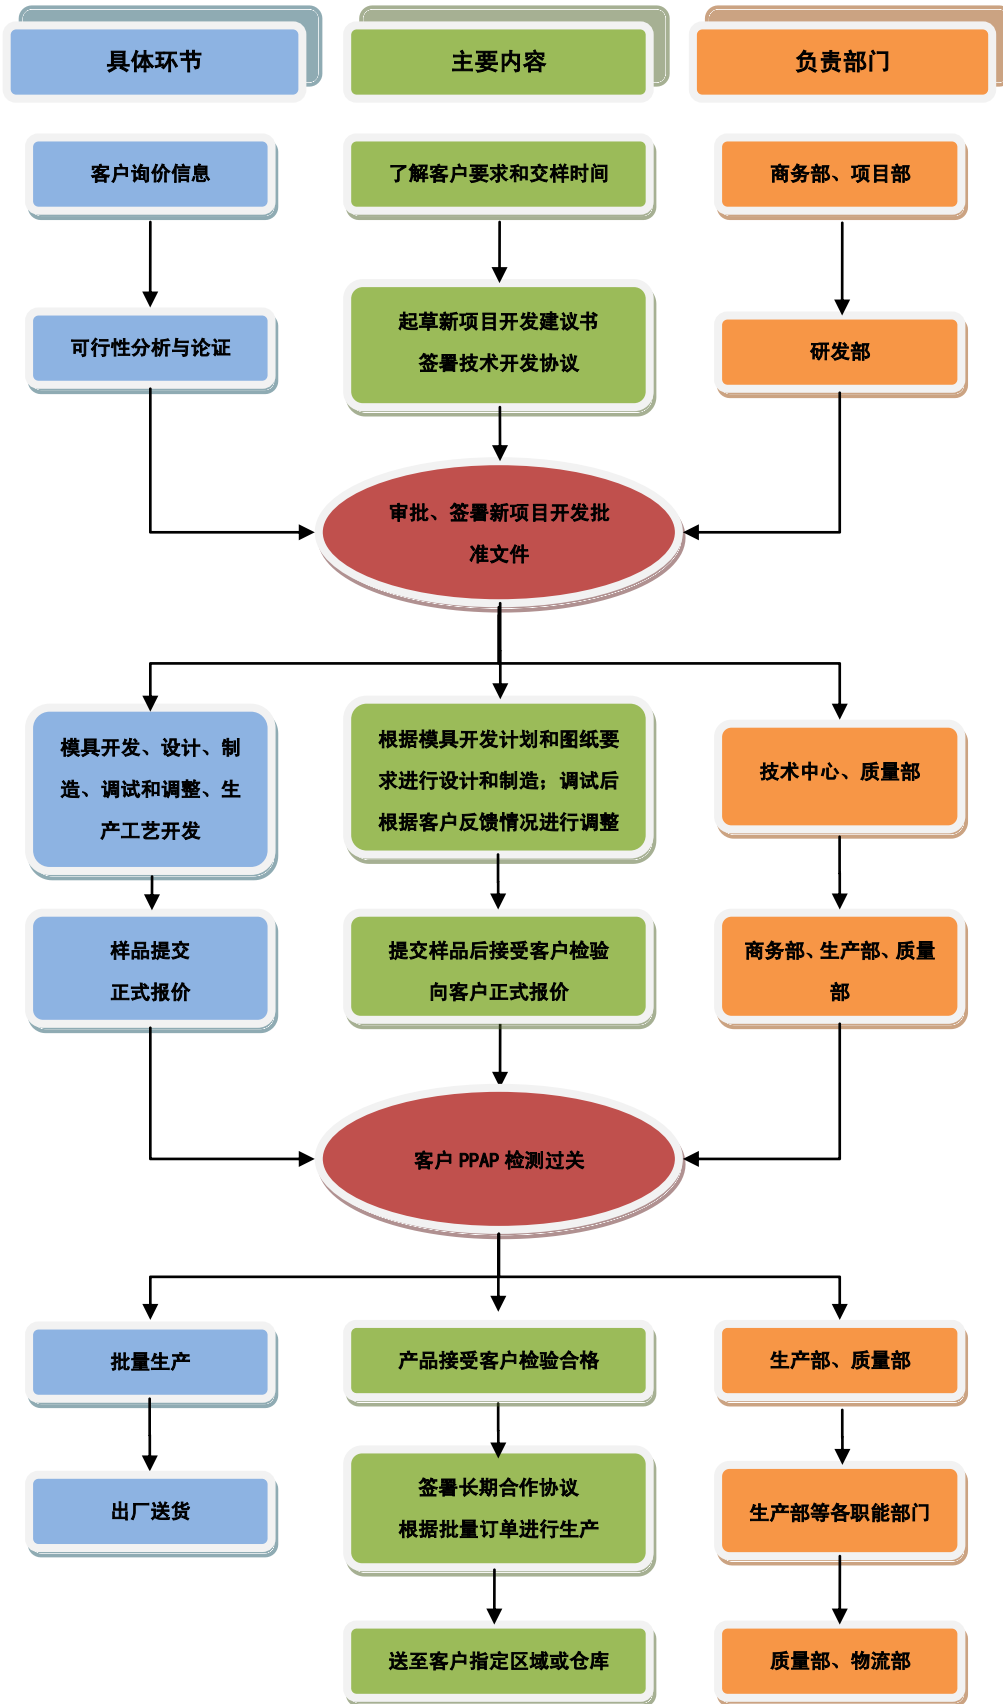 具体环节
主要内容
负责部门
客户询价信息
了解客户要求和交样时间
商务部、项目部
可行性分析与论证
起草新项目开发建议书
签署技术开发协议
研发部
审批、签署新项目开发批
准文件
模具开发、设计、制
造、调试和调整、生
产工艺开发
根据模具开发计划和图纸要
求进行设计和制造；调试后
根据客户反馈情况进行调整
技术中心、质量部
样品提交
正式报价
提交样品后接受客户检验
向客户正式报价
商务部、生产部、质量
部
客户 PPAP 检测过关
批量生产
产品接受客户检验合格
生产部、质量部
出厂送货
签署长期合作协议
根据批量订单进行生产
生产部等各职能部门
送至客户指定区域或仓库
质量部、物流部